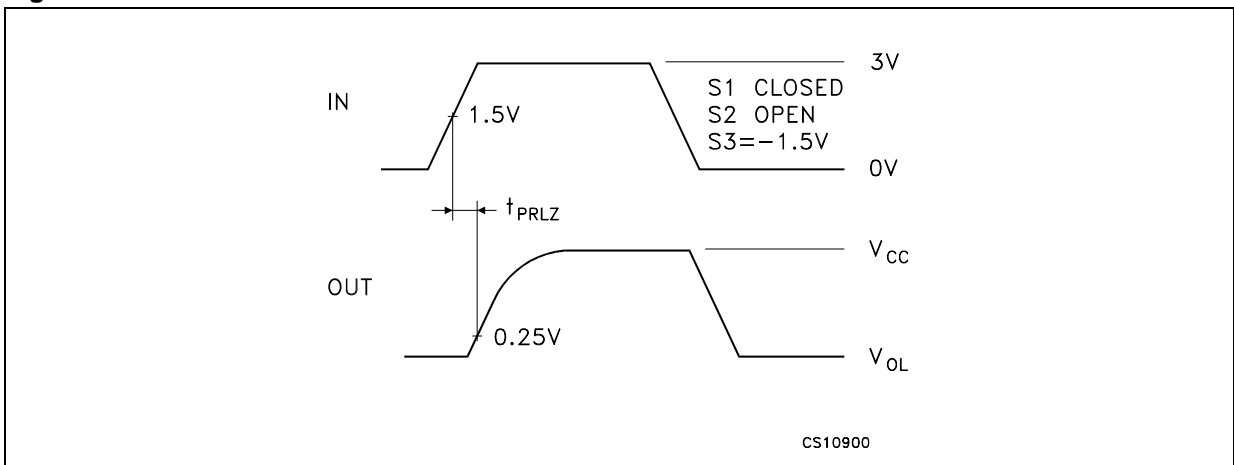 3V
IN
S1 CLOSED
1.5V
S2 OPEN
S3=-1.5V
0V
tPRLZ
VCC
OUT
0.25V
VOL
CS10900